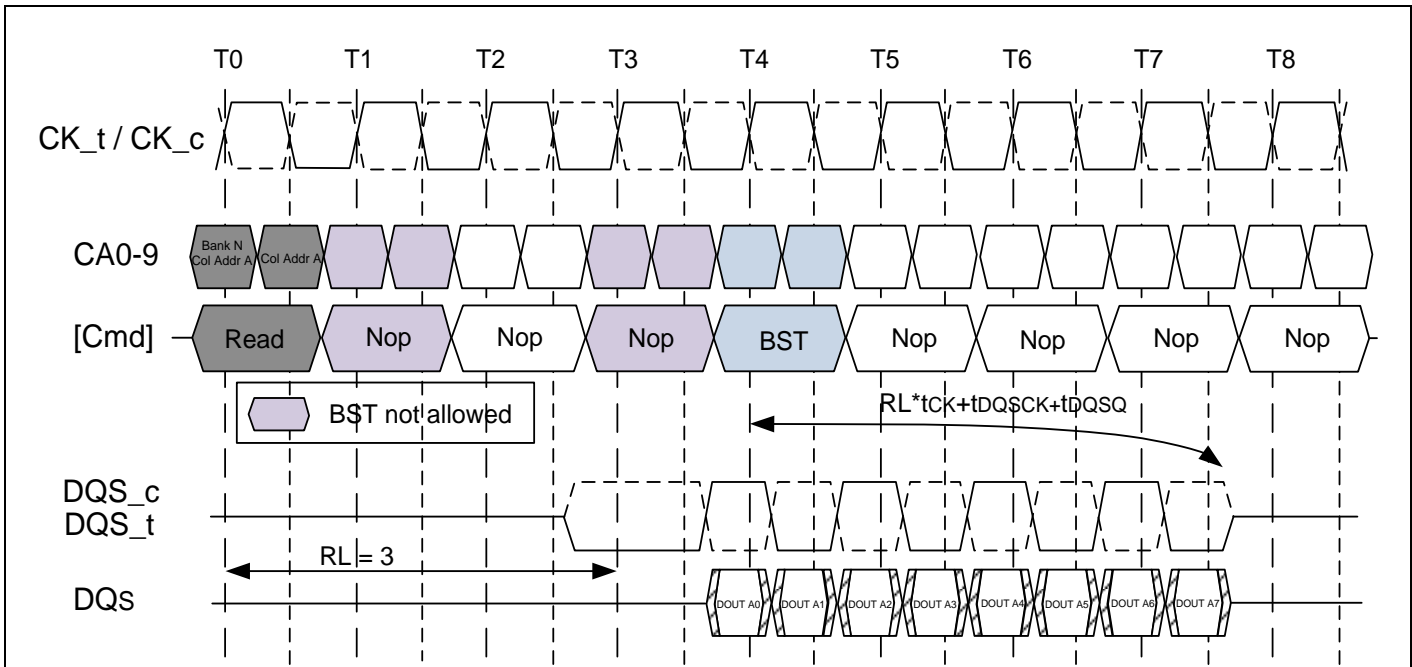 T0 T1 T2 T3 T4 T5 T6 T7 T8
CK_t / CK_c
CA0-9
Bank N
Col Addr A
Col Addr A
[Cmd]
Read Nop Nop Nop BST Nop Nop Nop Nop
BST not allowed
RL*tCK+tDQSCK+tDQSQ
DQS_c
DQS_t
RL = 3
DQs
DOUT A0 DOUT A1 DOUT A2 DOUT A3 DOUT A4 DOUT A5 DOUT A6 DOUT A7